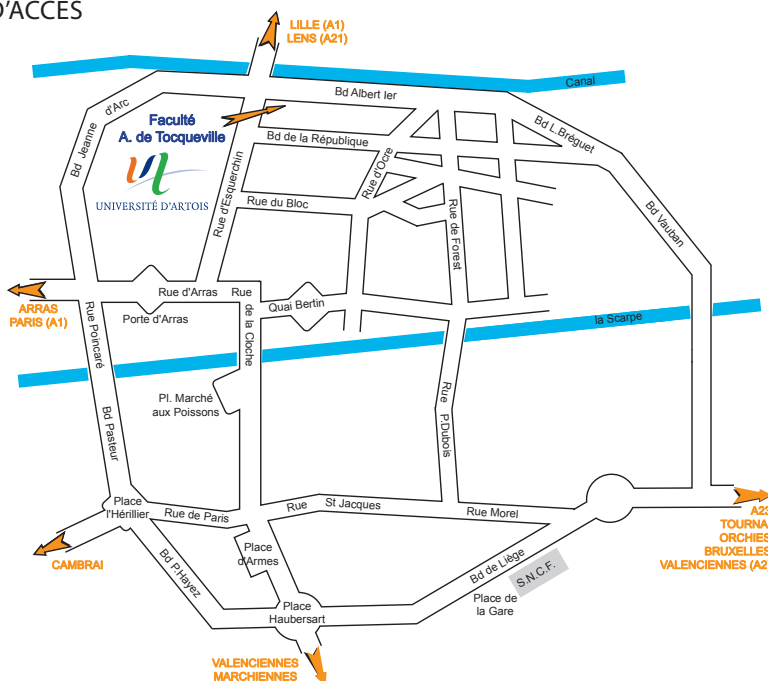 D'ACCES
LILLE (A1)
LENS (A21)
Canal
Bd Albert Ier
Bd Jeanne d'Arc
Faculté
A. de Tocqueville
Bd de la République
Bd L.Bréguet
Rue d'Ocre
UNIVERSITÉ D'ARTOIS
Rue d'Esquerchin
Rue du Bloc
Rue de Forest
Bd Vauban
ARRAS
PARIS (A1)
Rue d'Arras
Rue de la Cloche
Quai Bertin
Porte d'Arras
Rue Poincaré
la Scarpe
Pl. Marché
aux Poissons
Rue P.Dubois
Bd Pasteur
Place
l'Hérillier
Rue de Paris
Rue St Jacques
Rue Morel
A23
TOURNA
ORCHIES
BRUXELLES
VALENCIENNES (A2
CAMBRAI
Place
d'Armes
Bd P.Hayez
Bd de Liège
S.N.C.F.
Place de
la Gare
Place
Haubersart
VALENCIENNES
MARCHIENNES